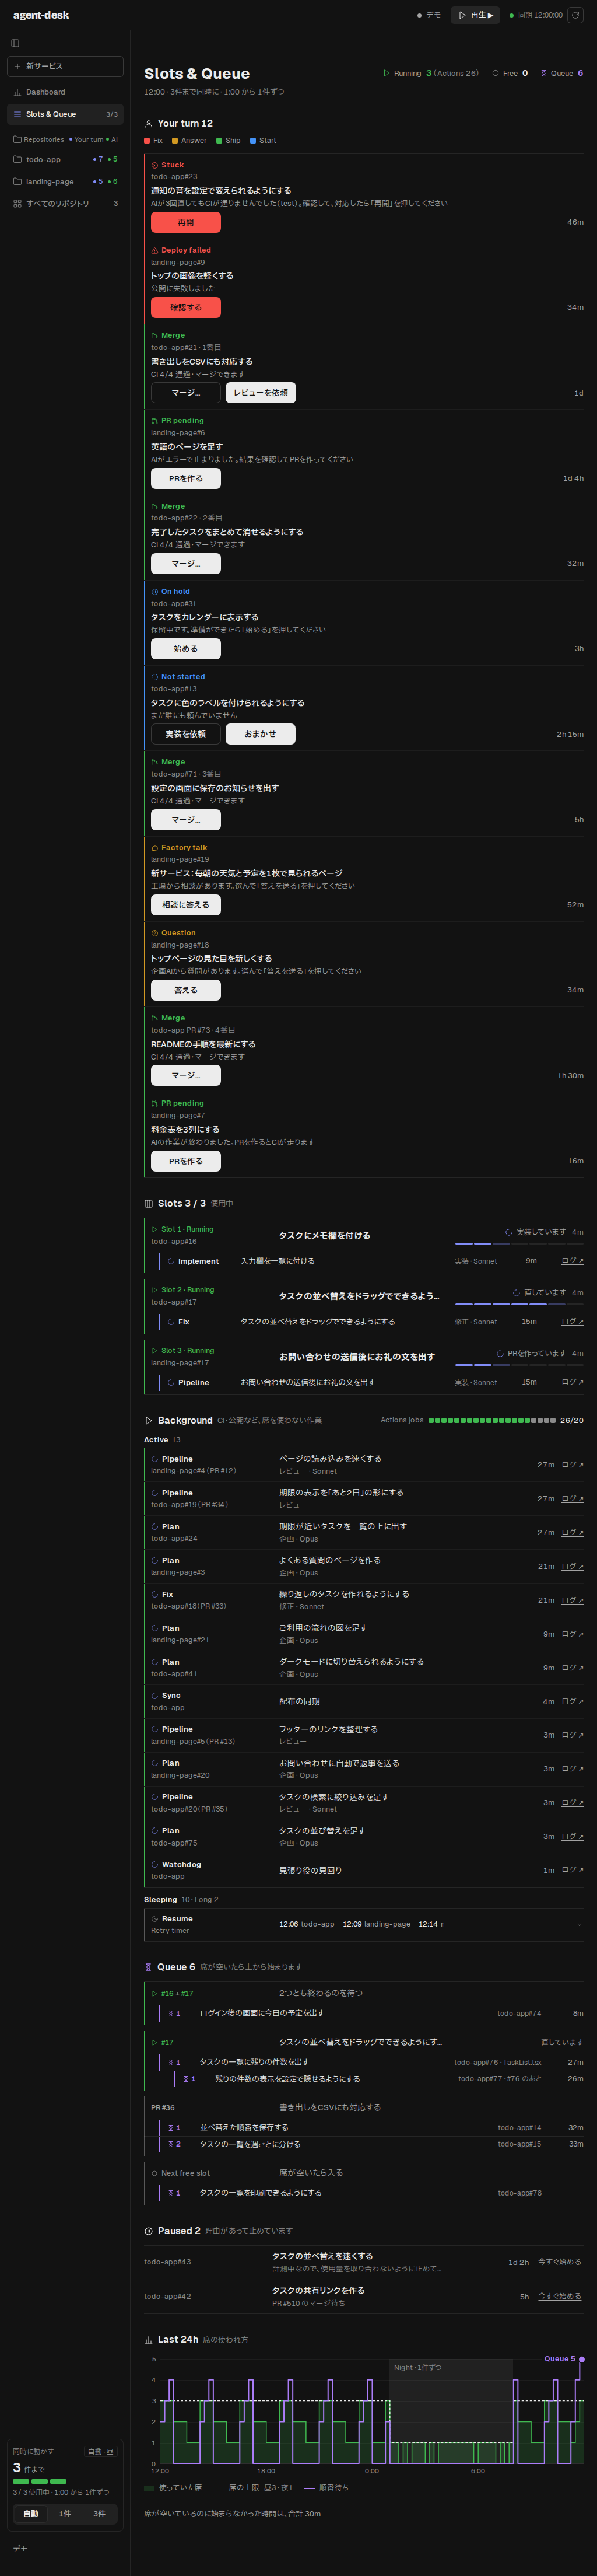 agent-desk
デモ
再生 ▶
同期 12:00:00
新サービス
Dashboard
Slots & Queue 3/3
Repositories Your turn AI
todo-app 7 5
landing-page 5 6
すべてのリポジトリ 3
Slots & Queue
Running 3 (Actions 26) Free 0 Queue 6
12:00 · 3件まで同時に · 1:00 から 1件ずつ
Your turn 12
Fix Answer Ship Start
Stuck
todo-app#23
通知の音を設定で変えられるようにする
AIが3回直してもCIが通りませんでした（test）。確認して、対応したら「再開」を押してください
再開 46m
Deploy failed
landing-page#9
トップの画像を軽くする
公開に失敗しました
確認する 34m
Merge
todo-app#21 · 1番目
書き出しをCSVにも対応する
CI 4/4 通過・マージできます
マージ… レビューを依頼 1d
PR pending
landing-page#6
英語のページを足す
AIがエラーで止まりました。結果を確認してPRを作ってください
PRを作る 1d 4h
Merge
todo-app#22 · 2番目
完了したタスクをまとめて消せるようにする
CI 4/4 通過・マージできます
マージ… 32m
On hold
todo-app#31
タスクをカレンダーに表示する
保留中です。準備ができたら「始める」を押してください
始める 3h
Not started
todo-app#13
タスクに色のラベルを付けられるようにする
まだ誰にも頼んでいません
実装を依頼 おまかせ 2h 15m
Merge
todo-app#71 · 3番目
設定の画面に保存のお知らせを出す
CI 4/4 通過・マージできます
マージ… 5h
Factory talk
landing-page#19
新サービス：毎朝の天気と予定を1枚で見られるページ
工場から相談があります。選んで「答えを送る」を押してください
相談に答える 52m
Question
landing-page#18
トップページの見た目を新しくする
企画AIから質問があります。選んで「答えを送る」を押してください
答える 34m
Merge
todo-app PR #73 · 4番目
READMEの手順を最新にする
CI 4/4 通過・マージできます
マージ… 1h 30m
PR pending
landing-page#7
料金表を3列にする
AIの作業が終わりました。PRを作るとCIが走ります
PRを作る 16m
Slots 3 / 3 使用中
Slot 1 · Running
todo-app#16 タスクにメモ欄を付ける 実装しています 4m
Implement 入力欄を一覧に付ける 実装 · Sonnet 9m ログ ↗
Slot 2 · Running
todo-app#17 タスクの並べ替えをドラッグでできるよう… 直しています 4m
Fix タスクの並べ替えをドラッグでできるようにする 修正 · Sonnet 15m ログ ↗
Slot 3 · Running
landing-page#17 お問い合わせの送信後にお礼の文を出す PRを作っています 4m
Pipeline お問い合わせの送信後にお礼の文を出す 実装 · Sonnet 15m ログ ↗
Background CI・公開など、席を使わない作業 Actions jobs 26/20
Active 13
Pipeline ページの読み込みを速くする
landing-page#4（PR #12） レビュー · Sonnet 27m ログ ↗
Pipeline 期限の表示を「あと2日」の形にする
todo-app#19（PR #34） レビュー 27m ログ ↗
Plan 期限が近いタスクを一覧の上に出す
todo-app#24 企画 · Opus 27m ログ ↗
Plan よくある質問のページを作る
landing-page#3 企画 · Opus 21m ログ ↗
Fix 繰り返しのタスクを作れるようにする
todo-app#18（PR #33） 修正 · Sonnet 21m ログ ↗
Plan ご利用の流れの図を足す
landing-page#21 企画 · Opus 9m ログ ↗
Plan ダークモードに切り替えられるようにする
todo-app#41 企画 · Opus 9m ログ ↗
Sync 配布の同期
todo-app 4m ログ ↗
Pipeline フッターのリンクを整理する
landing-page#5（PR #13） レビュー 3m ログ ↗
Plan お問い合わせに自動で返事を送る
landing-page#20 企画 · Opus 3m ログ ↗
Pipeline タスクの検索に絞り込みを足す
todo-app#20（PR #35） レビュー · Sonnet 3m ログ ↗
Plan タスクの並び替えを足す
todo-app#75 企画 · Opus 3m ログ ↗
Watchdog 見張り役の見回り
todo-app 1m ログ ↗
Sleeping 10 · Long 2
Resume 12:06 todo-app 12:09 landing-page 12:14 r
Retry timer
Queue 6 席が空いたら上から始まります
#16 + #17 2つとも終わるのを待つ
1 ログイン後の画面に今日の予定を出す todo-app#74 8m
#17 タスクの並べ替えをドラッグでできるようにす… 直しています
1 タスクの一覧に残りの件数を出す todo-app#76 · TaskList.tsx 27m
1 残りの件数の表示を設定で隠せるようにする todo-app#77 · #76 のあと 26m
PR #36 書き出しをCSVにも対応する
1 並べ替えた順番を保存する todo-app#14 32m
2 タスクの一覧を週ごとに分ける todo-app#15 33m
Next free slot 席が空いたら入る
1 タスクの一覧を印刷できるようにする todo-app#78
Paused 2 理由があって止めています
todo-app#43 タスクの並べ替えを速くする 1d 2h 今すぐ始める
計測中なので、使用量を取り合わないように止めて…
todo-app#42 タスクの共有リンクを作る 5h 今すぐ始める
PR #510 のマージ待ち
Last 24h 席の使われ方
Queue 5
Night · 1件ずつ
5
4
3
2
1
0
12:00 18:00 0:00 6:00
使っていた席 席の上限 昼3・夜1 順番待ち
席が空いているのに始まらなかった時間は、合計 30m
同時に動かす 自動 · 昼
3 件まで
3 / 3 使用中 · 1:00 から 1件ずつ
自動 1件 3件
デモ